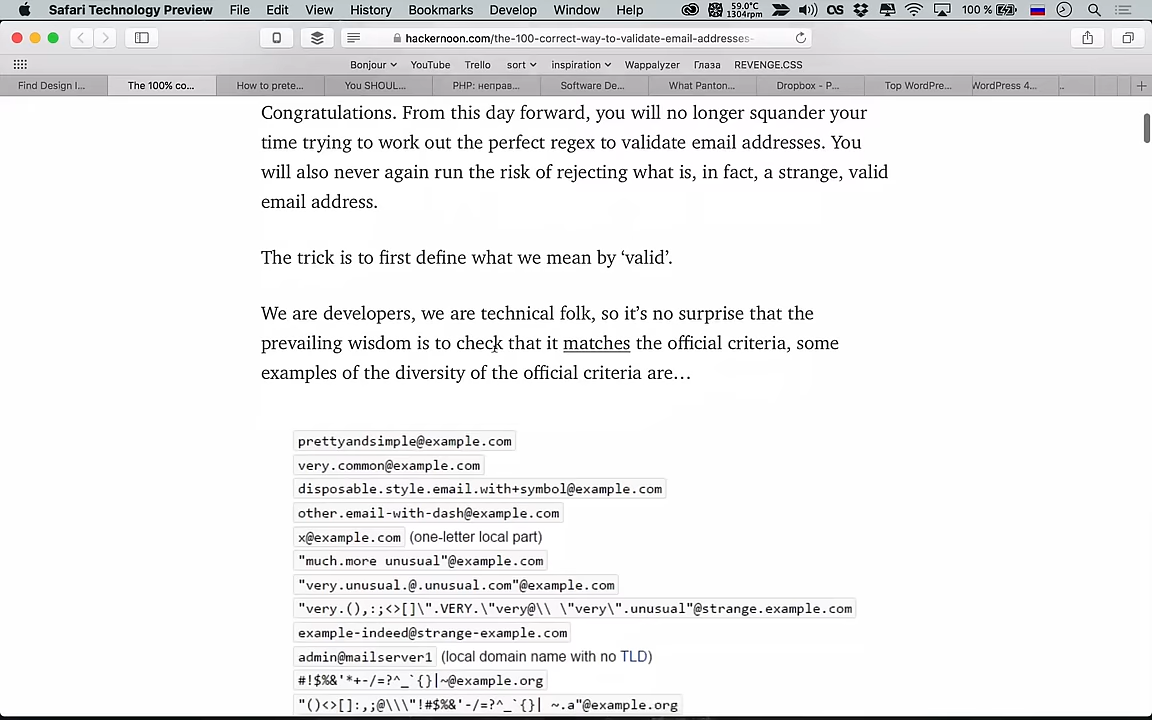 Safari Technology Preview File Edit View History Bookmarks Develop Window Help 59.0°C 1304rpm 100 %
hackernoon.com/the-100-correct-way-to-validate-email-addresses-
Bonjour YouTube Trello sort inspiration Wappalyzer Глаза REVENGE.CSS
Find Design I... The 100% co... How to prete... You SHOUL... PHP: неправ... Software De... What Panton... Dropbox - P... Top WordPre... WordPress 4...
Congratulations. From this day forward, you will no longer squander your
time trying to work out the perfect regex to validate email addresses. You
will also never again run the risk of rejecting what is, in fact, a strange, valid
email address.
The trick is to first define what we mean by ‘valid’.
We are developers, we are technical folk, so it’s no surprise that the
prevailing wisdom is to check that it matches the official criteria, some
examples of the diversity of the official criteria are…
prettyandsimple@example.com
very.common@example.com
disposable.style.email.with+symbol@example.com
other.email-with-dash@example.com
x@example.com (one-letter local part)
"much.more unusual"@example.com
"very.unusual.@.unusual.com"@example.com
"very.(),:;<>[]\".VERY.\"very@\\ \"very\".unusual"@strange.example.com
example-indeed@strange-example.com
admin@mailserver1 (local domain name with no TLD)
#!$%&'*+-/=?^_`{}|~@example.org
"()<>[]:,;@\\\"!#$%&'-/=?^_`{}| ~.a"@example.org